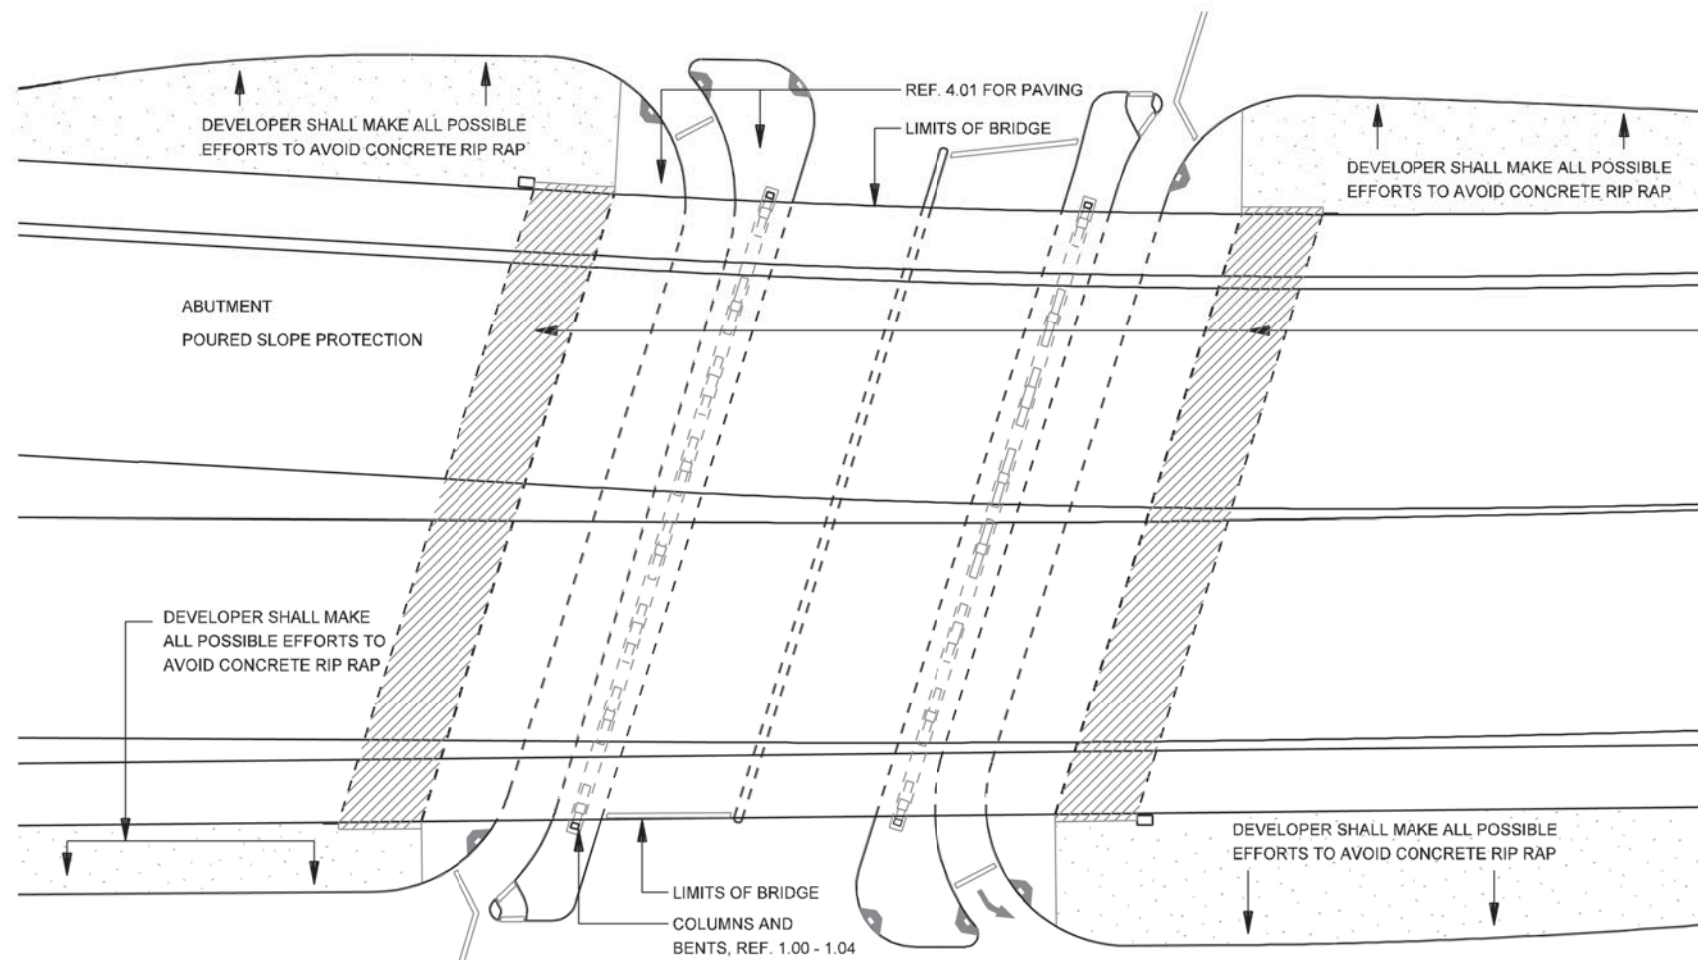 REF. 4.01 FOR PAVING
DEVELOPER SHALL MAKE ALL POSSIBLE
EFFORTS TO AVOID CONCRETE RIP RAP
LIMITS OF BRIDGE
DEVELOPER SHALL MAKE ALL POSSIBLE
EFFORTS TO AVOID CONCRETE RIP RAP
ABUTMENT
POURED SLOPE PROTECTION
DEVELOPER SHALL MAKE
ALL POSSIBLE EFFORTS TO
AVOID CONCRETE RIP RAP
DEVELOPER SHALL MAKE ALL POSSIBLE
EFFORTS TO AVOID CONCRETE RIP RAP
LIMITS OF BRIDGE
COLUMNS AND
BENTS, REF. 1.00 - 1.04